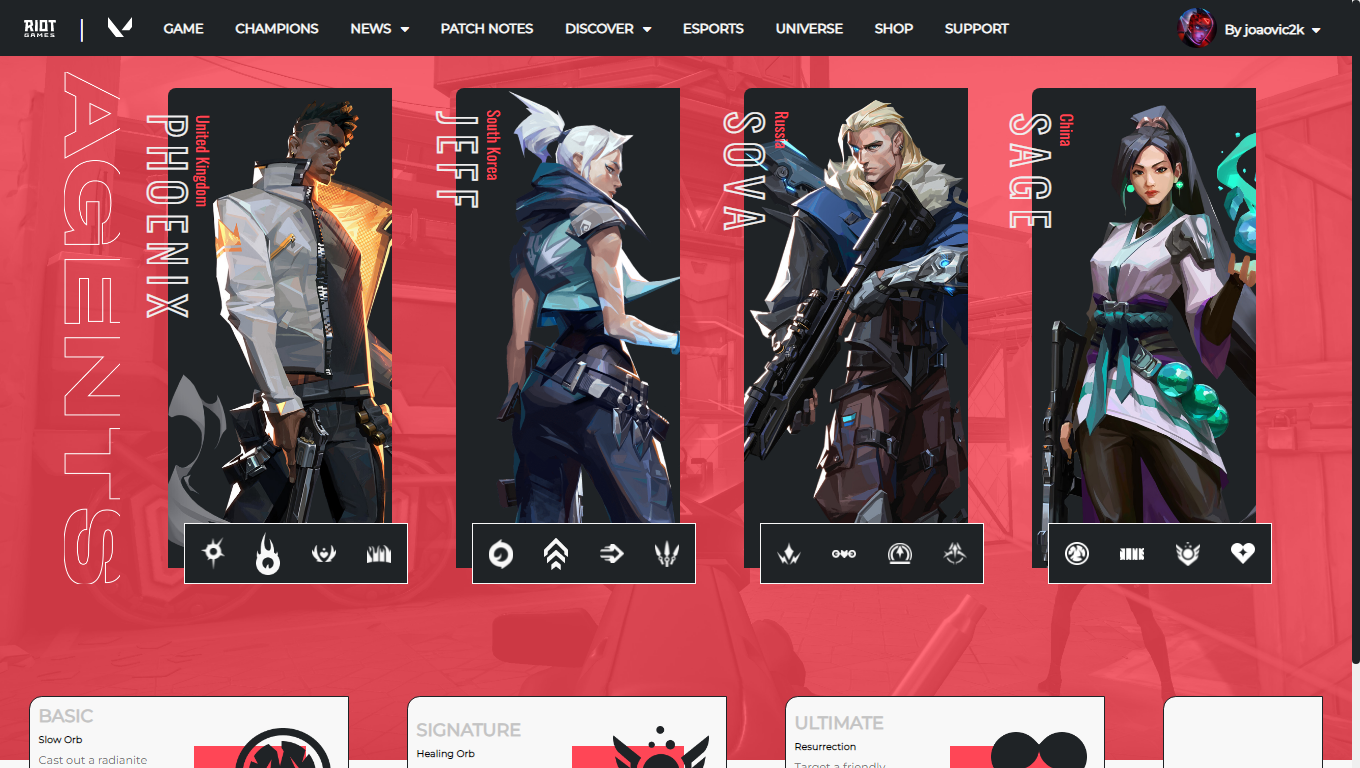 RIOT GAMES
GAME
CHAMPIONS
NEWS
PATCH NOTES
DISCOVER
ESPORTS
UNIVERSE
SHOP
SUPPORT
By joaovic2k
AGENTS
United Kingdom
PHOENIX
South Korea
JEFF
Russia
SOVA
China
SAGE
BASIC
Slow Orb
Cast out a radianite
SIGNATURE
Healing Orb
ULTIMATE
Resurrection
Target a friendly